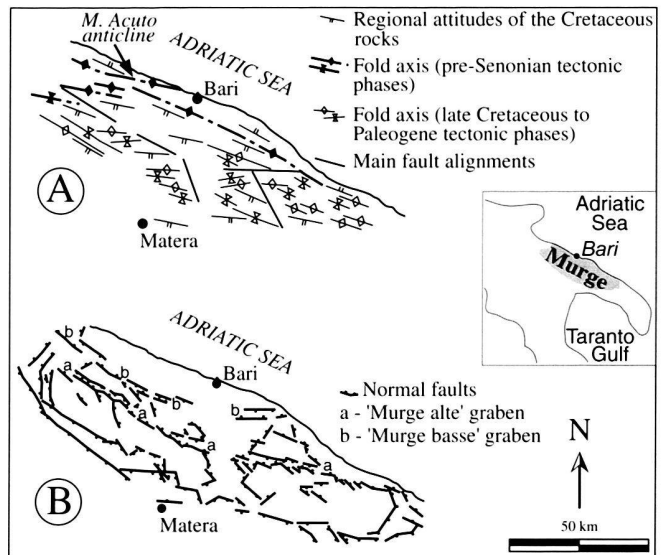 M. Acuto
anticline
ADRIATIC SEA
Bari
A
Matera
Regional attitudes of the Cretaceous
rocks
Fold axis (pre-Senonian tectonic
phases)
Fold axis (late Cretaceous to
Paleogene tectonic phases)
Main fault alignments
Adriatic
Sea
Bari
Murge
Taranto
Gulf
ADRIATIC SEA
b
a
b
Bari
b
a
b
a
a
B
Matera
Normal faults
a - 'Murge alte' graben
b - 'Murge basse' graben
N
50 km